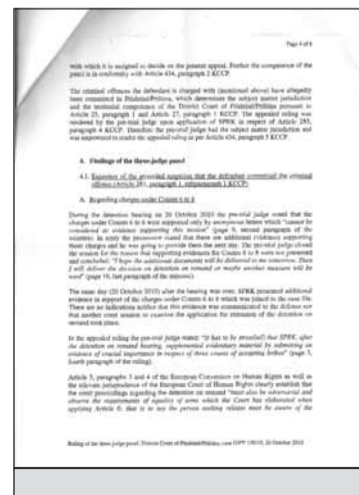 Page 4 of 8
with which it is assigned to decide on the present appeal. Further the competence of the
panel is in conformity with Article 434, paragraph 2 KCCP.
The criminal offences the defendant is charged with (mentioned above) have allegedly
been committed in Prishtinë/Priština, which determines the subject matter jurisdiction
and the territorial competence of the District Court of Prishtinë/Priština pursuant to
Article 23, paragraph 1 and Article 27, paragraph 1 KCCP. The appealed ruling was
rendered by the pre-trial judge upon application of SPRK in respect of Article 285,
paragraph 4 KCCP. Therefore the pre-trial judge had the subject matter jurisdiction and
was empowered to render the appealed ruling as per Article 434, paragraph 5 KCCP.
4. Findings of the three-judge panel
4.1. Existence of the grounded suspicion that the defendant committed the criminal
offence (Article 281, paragraph 1, subparagraph 1 KCCP)
A. Regarding charges under Counts 6 to 8
During the detention hearing on 20 October 2010 the pre-trial judge stated that the
charges under Counts 6 to 8 were supported only by anonymous letters which "cannot be
considered as evidence supporting this session" (page 9, second paragraph of the
minutes). In reply the prosecutor stated that there are additional evidences supporting
those charges and he was going to provide them the next day. The pre-trial judge closed
the session for the reason that supporting evidences for Counts 6 to 8 were not presented
and concluded: "I hope the additional documents will be delivered to me tomorrow. Then
I will deliver the decision on detention on remand or maybe another measure will be
used" (page 10, last paragraph of the minutes).
The same day (20 October 2010) after the hearing was over, SPRK presented additional
evidence in support of the charges under Counts 6 to 8 which was joined to the case file.
There are no indications neither that this evidence was communicated to the defence nor
that another court session to examine the application for extension of the detention on
remand took place.
In the appealed ruling the pre-trial judge stated: "It has to be stress(ed) that SPRK, after
the detention on remand hearing, supplemented evidentiary material by submitting an
evidence of crucial importance in respect of three counts of accepting bribes" (page 3,
fourth paragraph of the ruling).
Article 5, paragraphs 3 and 4 of the European Convention on Human Rights as well as
the relevant jurisprudence of the European Court of Human Rights clearly establish that
the court proceedings regarding the detention on remand "must also be adversarial and
observe the requirements of equality of arms which the Court has elaborated when
applying Article 6: that is to say the person seeking release must be aware of the
Ruling of the three-judge panel, District Court of Prishtinë/Priština, case GJPP 26 October 2010